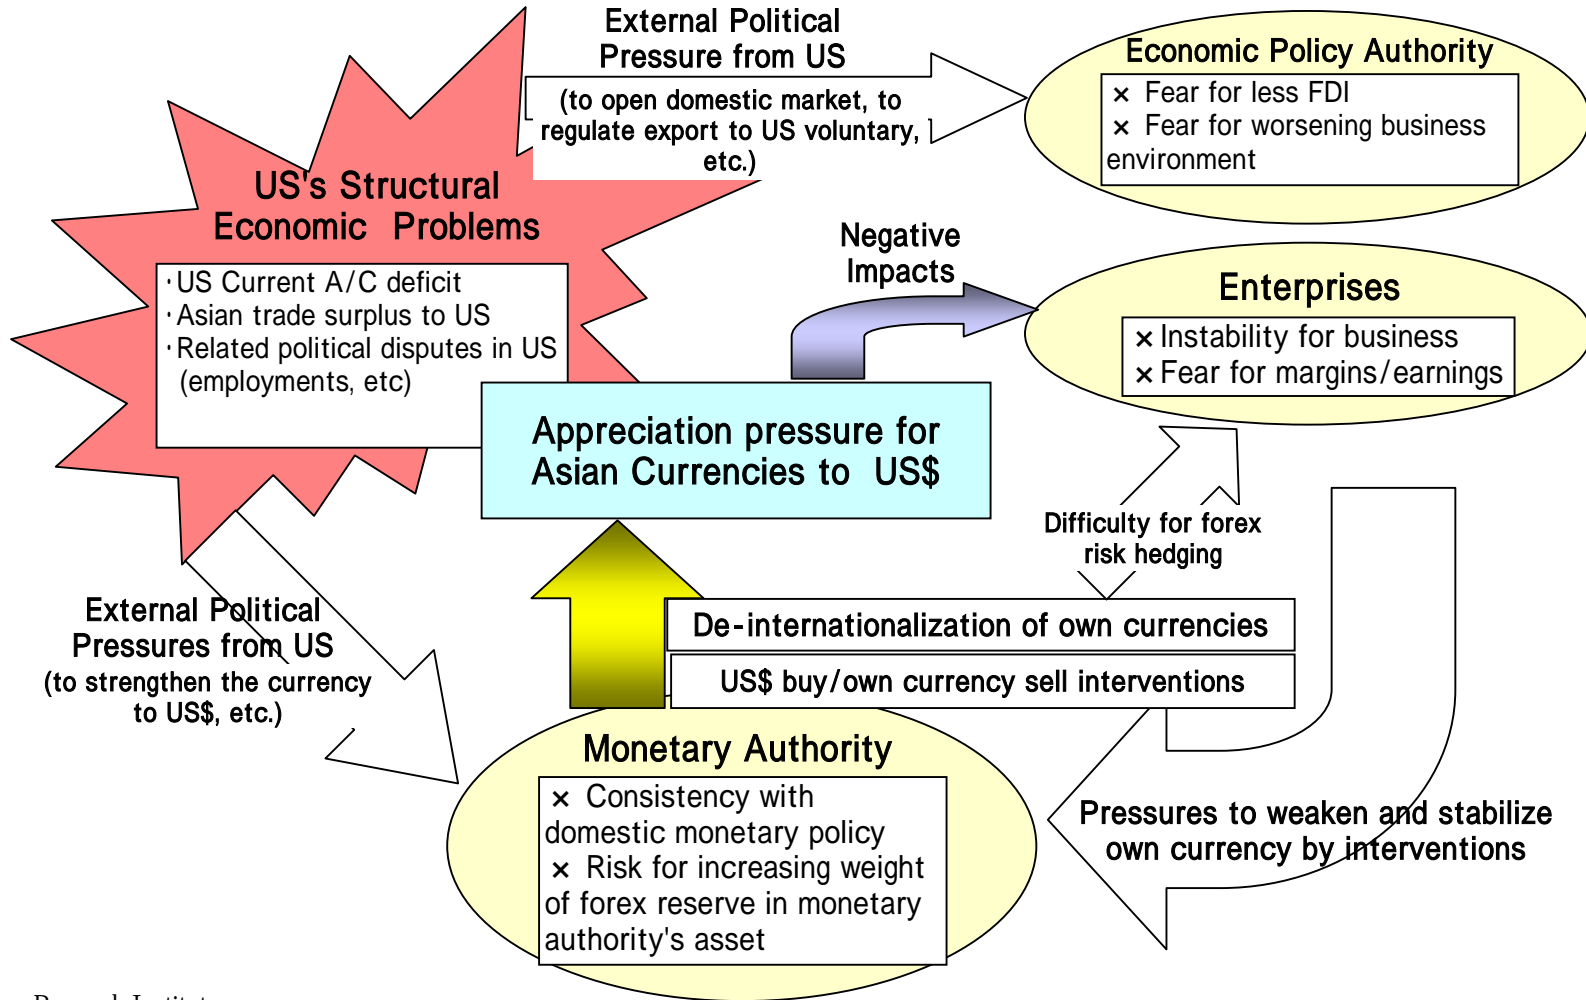 External Political
Pressure from US
(to open domestic market, to
regulate export to US voluntary,
etc.)
Economic Policy Authority
× Fear for less FDI
× Fear for worsening business
environment
US's Structural
Economic Problems
·US Current A/C deficit
·Asian trade surplus to US
·Related political disputes in US
(employments, etc)
Negative
Impacts
Enterprises
× Instability for business
× Fear for margins/earnings
Appreciation pressure for
Asian Currencies to US$
Difficulty for forex
risk hedging
External Political
Pressures from US
(to strengthen the currency
to US$, etc.)
De-internationalization of own currencies
US$ buy/own currency sell interventions
Monetary Authority
× Consistency with
domestic monetary policy
× Risk for increasing weight
of forex reserve in monetary
authority's asset
Pressures to weaken and stabilize
own currency by interventions